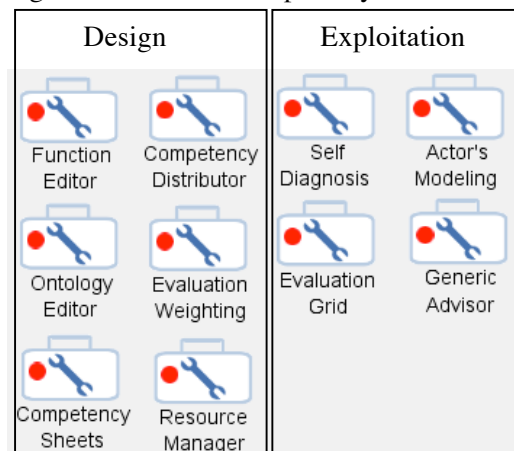 Design
Exploitation
Function
Editor
Competency
Distributor
Self
Diagnosis
Actor's
Modeling
Ontology
Editor
Evaluation
Weighting
Evaluation
Grid
Generic
Advisor
Competency
Sheets
Resource
Manager